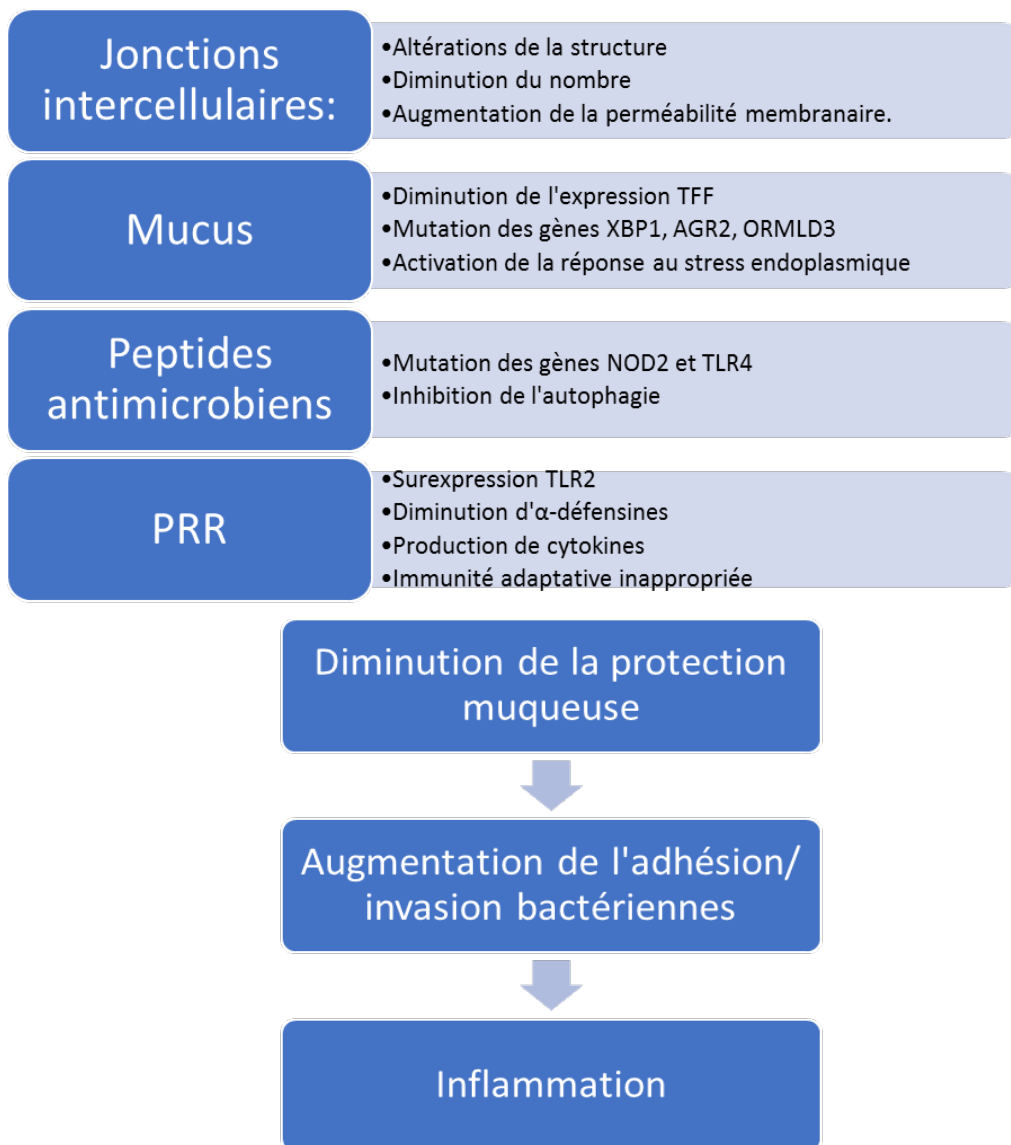 Jonctions
intercellulaires:
•Altérations de la structure
•Diminution du nombre
•Augmentation de la perméabilité membranaire.
Mucus
•Diminution de l'expression TFF
•Mutation des gènes XBP1, AGR2, ORMLD3
•Activation de la réponse au stress endoplasmique
Peptides
antimicrobiens
•Mutation des gènes NOD2 et TLR4
•Inhibition de l'autophagie
PRR
•Surexpression TLR2
•Diminution d'α-défensines
•Production de cytokines
•Immunité adaptative inappropriée
Diminution de la protection
muqueuse
Augmentation de l'adhésion/
invasion bactériennes
Inflammation